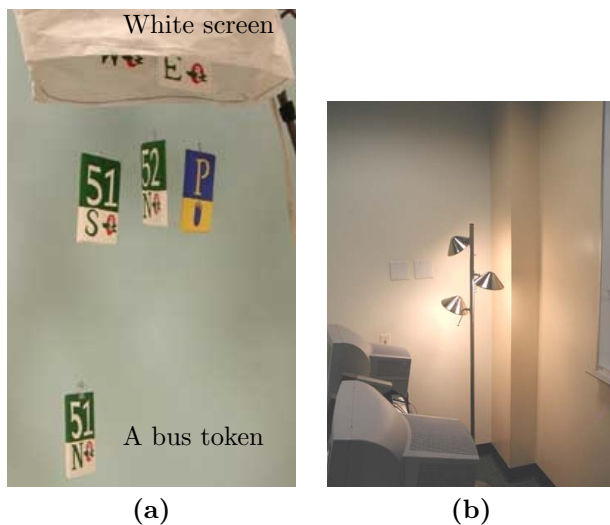 White screen
W E
51 52 P
S N
51
A bus token
N
(a) (b)